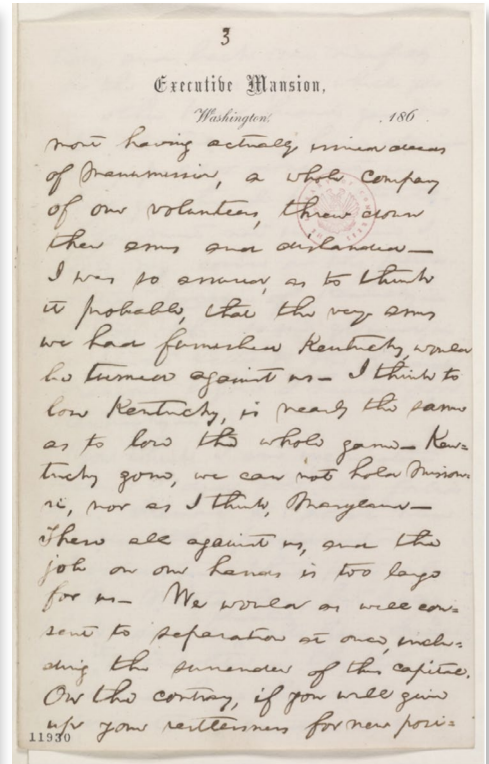 3
Executive Mansion,
Washington, 186 .
mont having actually issued deeds
of manumission, a whole company
of our volunteers, threw down
their arms and disbanded—
I was so assured, as to think
it probable, that the very arms
we had furnished Kentucky, would
be turned against us— I think to
lose Kentucky, is nearly the same
as to lose the whole game— Ken=
tucky gone, we can not hold Missou=
ri, nor as I think, Maryland—
These all against us, and the
job on our hands is too large
for us— We would as well con=
sent to separation at once, inclu=
ding the surrender of this capitol.
On the contrary, if you will give
up your restlessness for new posi=
11930